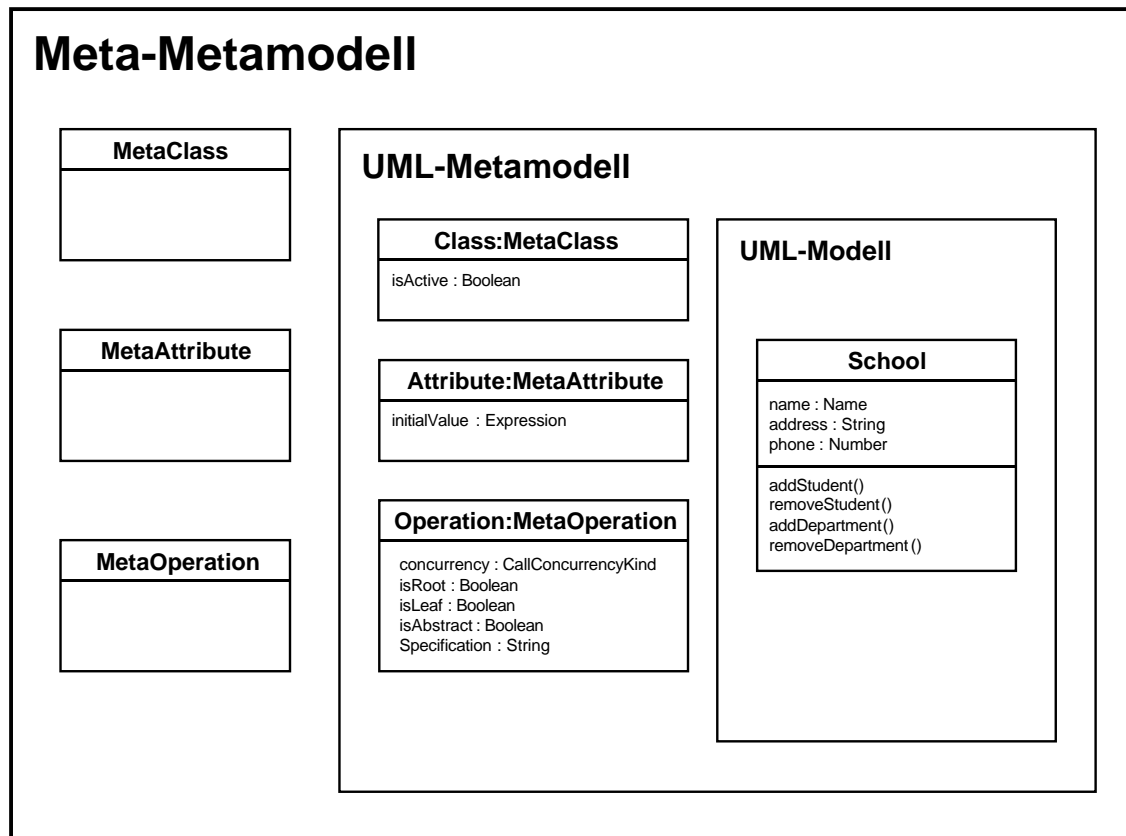 Meta-Metamodell
MetaClass
MetaAttribute
MetaOperation
UML-Metamodell
Class:MetaClass
isActive : Boolean
Attribute:MetaAttribute
initialValue : Expression
Operation:MetaOperation
concurrency : CallConcurrencyKind
isRoot : Boolean
isLeaf : Boolean
isAbstract : Boolean
Specification : String
UML-Modell
School
name : Name
address : String
phone : Number
addStudent()
removeStudent()
addDepartment()
removeDepartment()